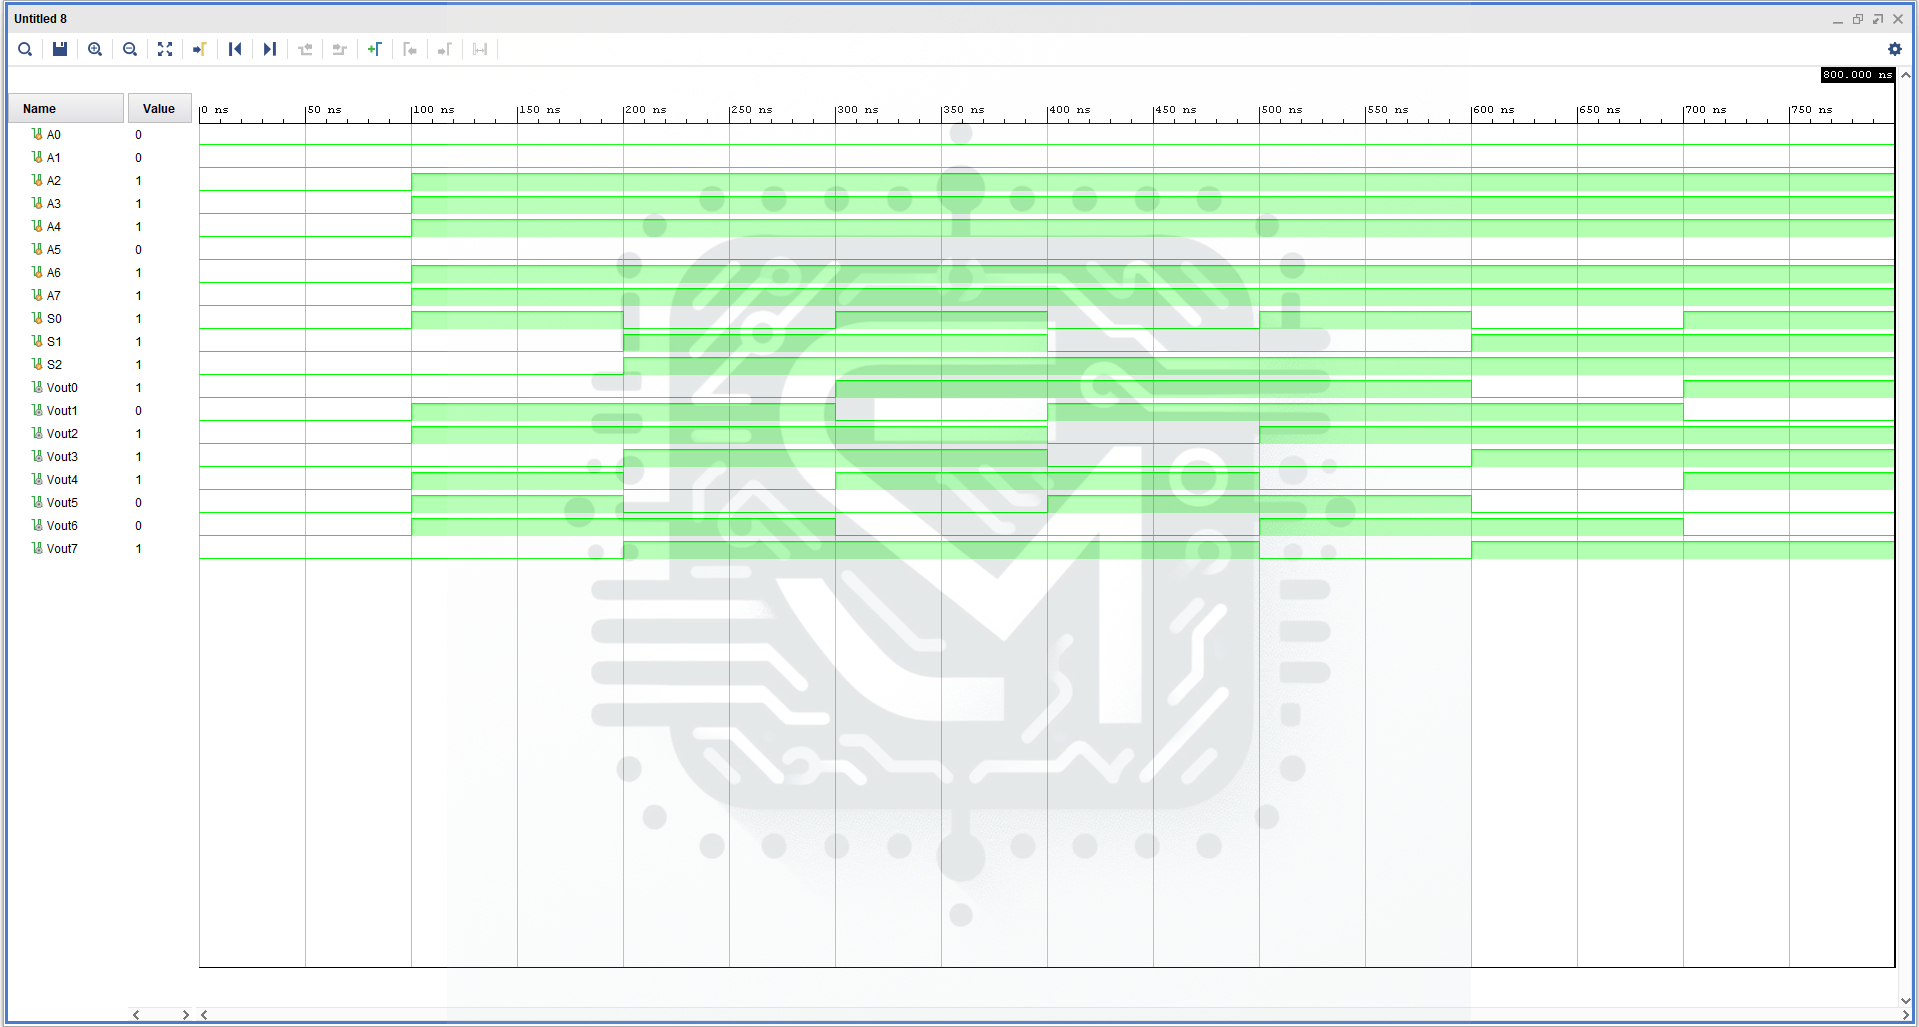 Untitled 8
800.000 ns
Name Value
0 ns 50 ns 100 ns 150 ns 200 ns 250 ns 300 ns 350 ns 400 ns 450 ns 500 ns 550 ns 600 ns 650 ns 700 ns 750 ns
A0 0
A1 0
A2 1
A3 1
A4 1
A5 0
A6 1
A7 1
S0 1
S1 1
S2 1
Vout0 1
Vout1 0
Vout2 1
Vout3 1
Vout4 1
Vout5 0
Vout6 0
Vout7 1